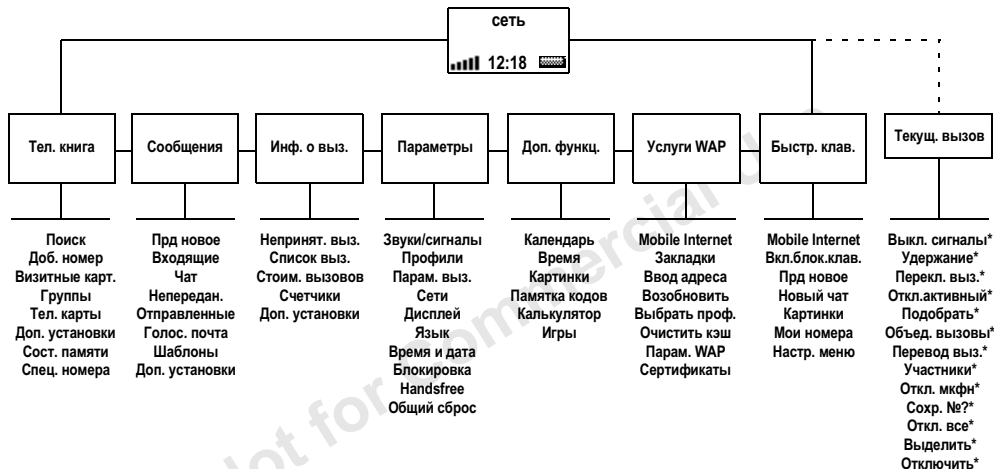 сеть
12:18
Тел. книга
Сообщения
Инф. о выз.
Параметры
Доп. функц.
Услуги WAP
Быстр. клав.
Текущ. вызов
Поиск
Доб. номер
Визитные карт.
Группы
Тел. карты
Доп. установки
Сост. памяти
Спец. номера
Прд новое
Входящие
Чат
Непередан.
Отправленные
Голос. почта
Шаблоны
Доп. установки
Непринят. выз.
Список выз.
Стоим. вызовов
Счетчики
Доп. установки
Звуки/сигналы
Профили
Парам. выз.
Сети
Дисплей
Язык
Время и дата
Блокировка
Handsfree
Общий сброс
Календарь
Время
Картинки
Памятка кодов
Калькулятор
Игры
Mobile Internet
Закладки
Ввод адреса
Возобновить
Выбрать проф.
Очистить кэш
Парам. WAP
Сертификаты
Mobile Internet
Вкл.блок.клав.
Прд новое
Новый чат
Картинки
Мои номера
Настр. меню
Выкл. сигналы*
Удержание*
Перекл. выз.*
Откл.активный*
Подобрать*
Объед. вызовы*
Перевод выз.*
Участники*
Откл. мкфн*
Сохр. №?*
Откл. все*
Выделить*
Отключить*
ot for Commercial